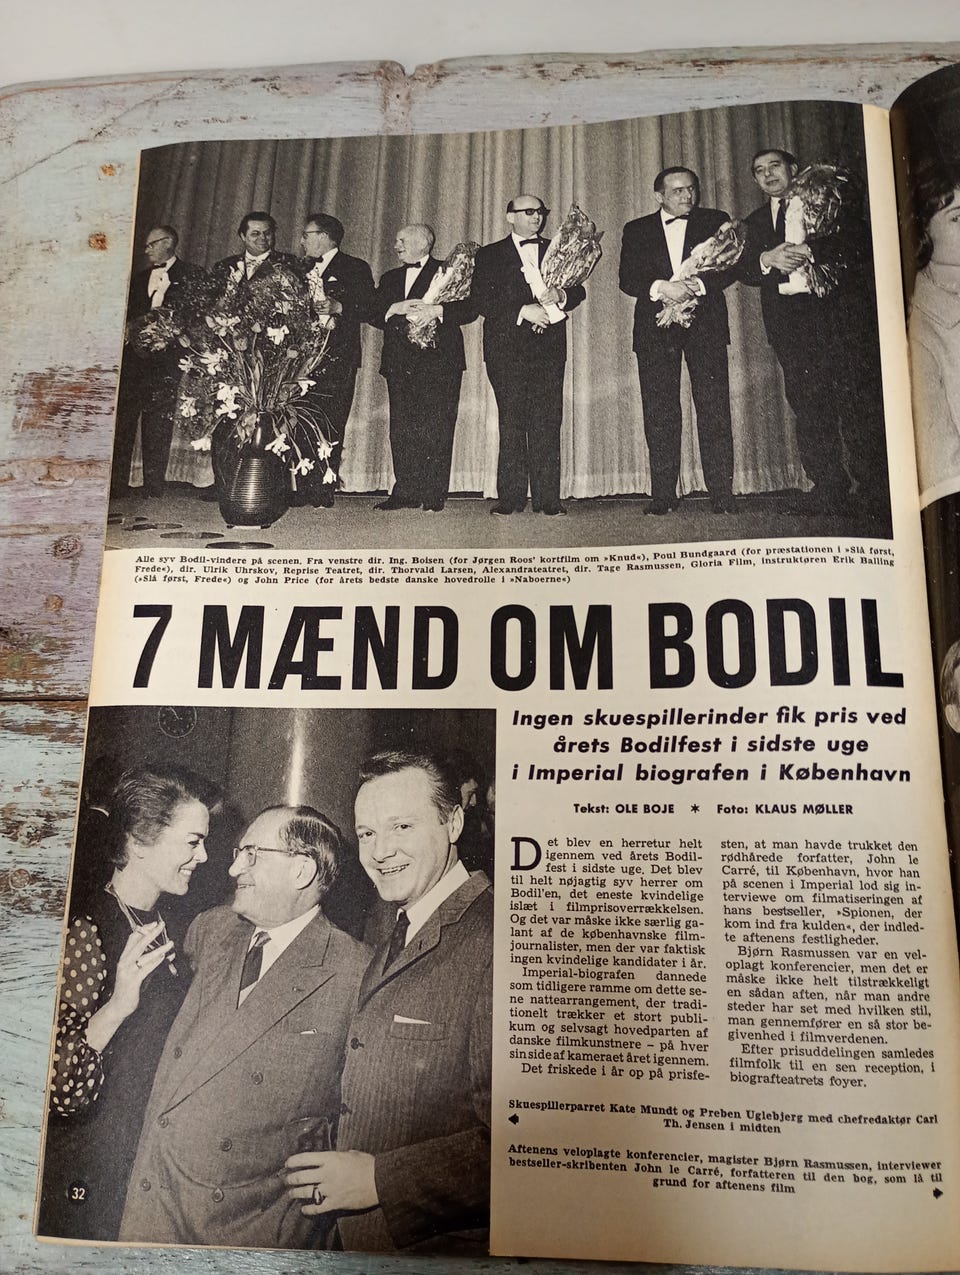 Alle syv Bodil-vindere på scenen. Fra venstre dir. Ing. Boisen (for Jørgen Roos' kortfilm om »Knud«), Poul Bundgaard (for præstationen i »Slå først,
Frede«), dir. Ulrik Uhrskov, Reprise Teatret, dir. Thorvald Larsen, Alexandrateatret, dir. Tage Rasmussen, Gloria Film, instruktøren Erik Balling
(»Slå først, Frede«) og John Price (for årets bedste danske hovedrolle i »Naboerne«)
7 MÆND OM BODIL
Ingen skuespillerinder fik pris ved
årets Bodilfest i sidste uge
i Imperial biografen i København
Tekst: OLE BOJE * Foto: KLAUS MØLLER
Det blev en herretur helt
igennem ved årets Bodil-
fest i sidste uge. Det blev
til helt nøjagtig syv herrer om
Bodil'en, det eneste kvindelige
islæt i filmprisoverrækkelsen.
Og det var måske ikke særlig ga-
lant af de københavnske film-
journalister, men der var faktisk
ingen kvindelige kandidater i år.
Imperial-biografen dannede
som tidligere ramme om dette se-
ne nattearrangement, der tradi-
tionelt trækker et stort publi-
kum og selvsagt hovedparten af
danske filmkunstnere – på hver
sin side af kameraet året igennem.
Det friskede i år op på prisfe-
sten, at man havde trukket den
rødhårede forfatter, John le
Carré, til København, hvor han
på scenen i Imperial lod sig in-
terviewe om filmatiseringen af
hans bestseller, »Spionen, der
kom ind fra kulden«, der indled-
te aftenens festligheder.
Bjørn Rasmussen var en vel-
oplagt konferencier, men det er
måske ikke helt tilstrækkeligt
en sådan aften, når man andre
steder har set med hvilken stil,
man gennemfører en så stor be-
givenhed i filmverdenen.
Efter prisuddelingen samledes
filmfolk til en sen reception, i
biografteatrets foyer.
Skuespillerparret Kate Mundt og Preben Uglebjerg med chefredaktør Carl
Th. Jensen i midten
Aftenens veloplagte konferencier, magister Bjørn Rasmussen, interviewer
bestseller-skribenten John le Carré, forfatteren til den bog, som lå til
grund for aftenens film
32